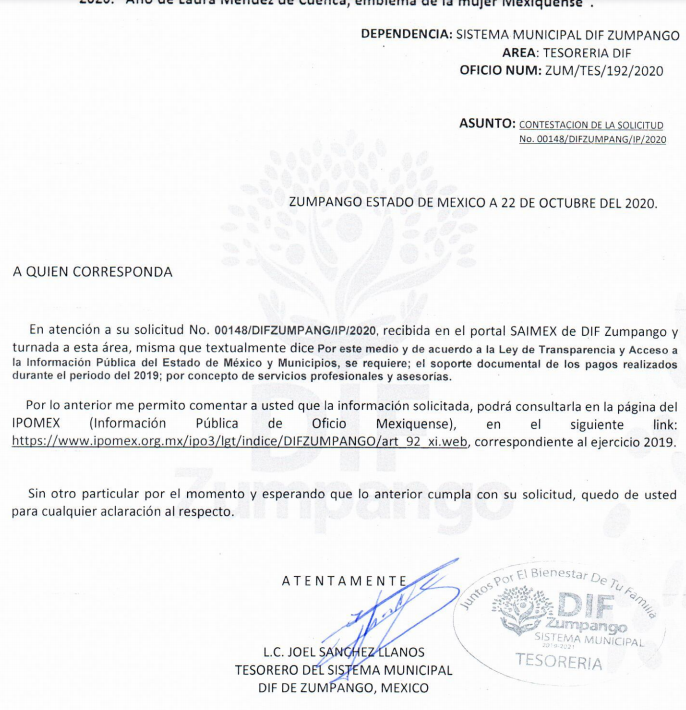 2020. "Año de Laura Méndez de Cuenca, emblema de la mujer Mexiquense".
DEPENDENCIA: SISTEMA MUNICIPAL DIF ZUMPANGO
AREA: TESORERIA DIF
OFICIO NUM: ZUM/TES/192/2020
ASUNTO: CONTESTACION DE LA SOLICITUD
No. 00148/DIFZUMPANG/IP/2020
ZUMPANGO ESTADO DE MEXICO A 22 DE OCTUBRE DEL 2020.
A QUIEN CORRESPONDA
En atención a su solicitud No. 00148/DIFZUMPANG/IP/2020, recibida en el portal SAIMEX de DIF Zumpango y
turnada a esta área, misma que textualmente dice Por este medio y de acuerdo a la Ley de Transparencia y Acceso a
la Información Pública del Estado de México y Municipios, se requiere; el soporte documental de los pagos realizados
durante el periodo del 2019; por concepto de servicios profesionales y asesorías.
Por lo anterior me permito comentar a usted que la información solicitada, podrá consultarla en la página del
IPOMEX (Información Pública de Oficio Mexiquense), en el siguiente link:
https://www.ipomex.org.mx/ipo3/lgt/indice/DIFZUMPANGO/art_92_xi.web, correspondiente al ejercicio 2019.
Sin otro particular por el momento y esperando que lo anterior cumpla con su solicitud, quedo de usted
para cualquier aclaración al respecto.
DIF
Zumpango
ATENTAMENTE
L.C. JOEL SANCHEZ LLANOS
TESORERO DEL SISTEMA MUNICIPAL
DIF DE ZUMPANGO, MEXICO
Juntos Por El Bienestar De Tu Familia
DIF
Zumpango
SISTEMA MUNICIPAL
2019-2021
TESORERIA